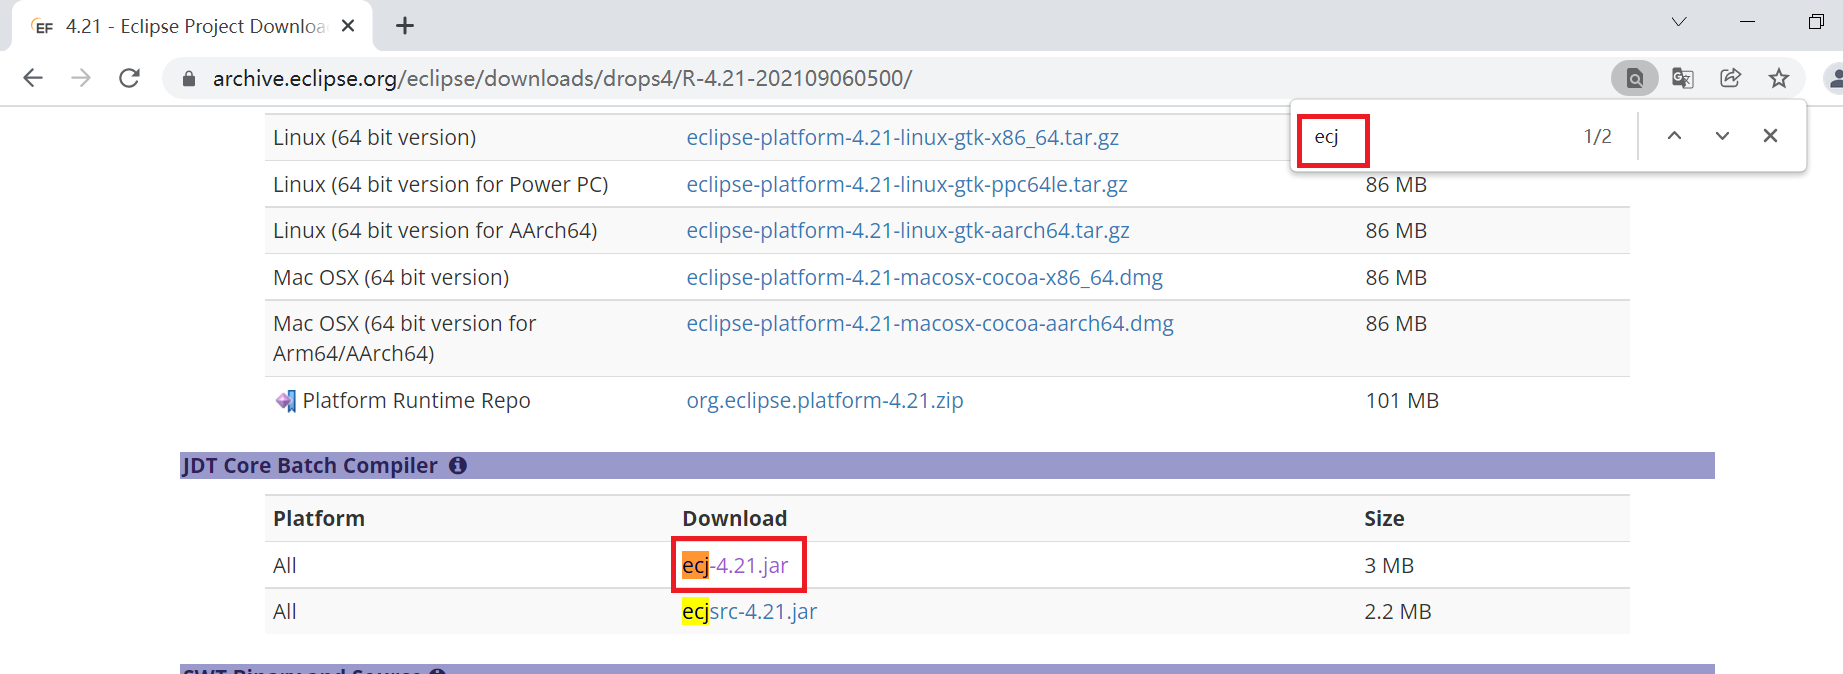 EF 4.21 - Eclipse Project Downloa
archive.eclipse.org/eclipse/downloads/drops4/R-4.21-202109060500/
ecj 1/2
Linux (64 bit version) eclipse-platform-4.21-linux-gtk-x86_64.tar.gz
Linux (64 bit version for Power PC) eclipse-platform-4.21-linux-gtk-ppc64le.tar.gz 86 MB
Linux (64 bit version for AArch64) eclipse-platform-4.21-linux-gtk-aarch64.tar.gz 86 MB
Mac OSX (64 bit version) eclipse-platform-4.21-macosx-cocoa-x86_64.dmg 86 MB
Mac OSX (64 bit version for eclipse-platform-4.21-macosx-cocoa-aarch64.dmg 86 MB
Arm64/AArch64)
Platform Runtime Repo org.eclipse.platform-4.21.zip 101 MB
JDT Core Batch Compiler
Platform Download Size
All ecj-4.21.jar 3 MB
All ecjsrc-4.21.jar 2.2 MB
SWT Binary and Source